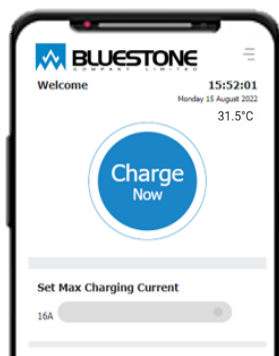 BLUESTONE
COMPANY LIMITED
Welcome
15:52:01
Monday 15 August 2022
31.5°C
Charge
Now
Set Max Charging Current
16A